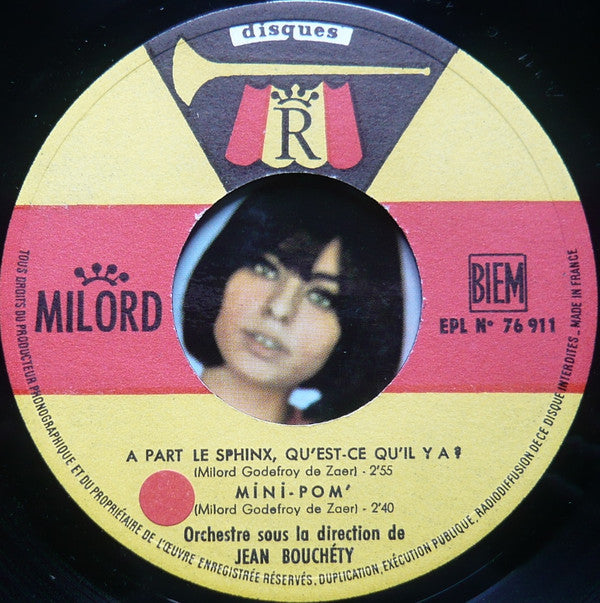 disques
R
MILORD
BIEM
EPL Nº 76 911
A PART LE SPHINX, QU'EST-CE QU'IL Y A ?
(Milord Godefroy de Zaer) - 2'55
MiNi-POM'
(Milord Godefroy de Zaer) - 2'40
Orchestre sous la direction de
JEAN BOUCHÉTY
TOUS DROITS DU PRODUCTEUR PHONOGRAPHIQUE ET DU PROPRIÉTAIRE DE L'ŒUVRE ENREGISTRÉE RÉSERVÉS. DUPLICATION, EXÉCUTION PUBLIQUE, RADIODIFFUSION DE CE DISQUE INTERDITES - MADE IN FRANCE